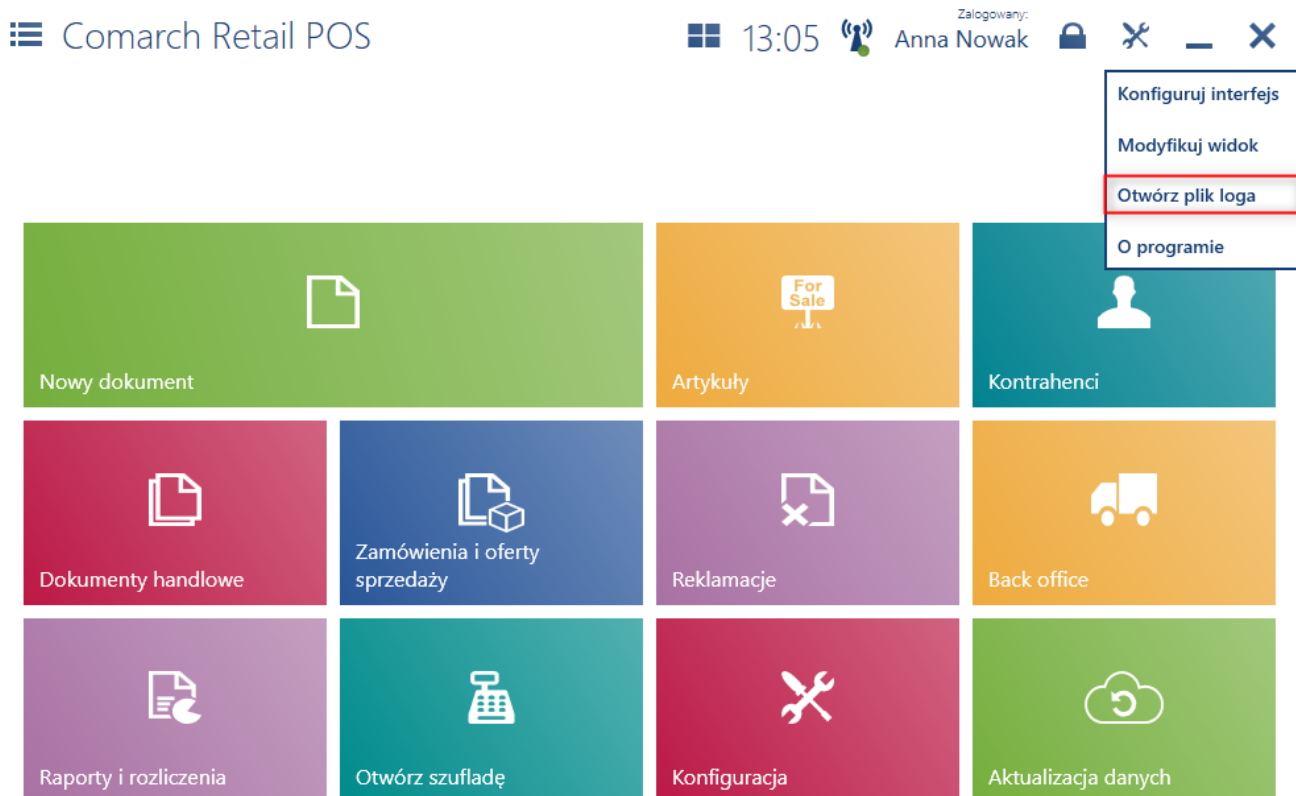 Comarch Retail POS
13:05
Zalogowany:
Anna Nowak
Konfiguruj interfejs
Modyfikuj widok
Otwórz plik loga
O programie
Nowy dokument
For
Sale
Artykuły
Kontrahenci
Dokumenty handlowe
Zamówienia i oferty
sprzedaży
Reklamacje
Back office
Raporty i rozliczenia
Otwórz szufladę
Konfiguracja
Aktualizacja danych